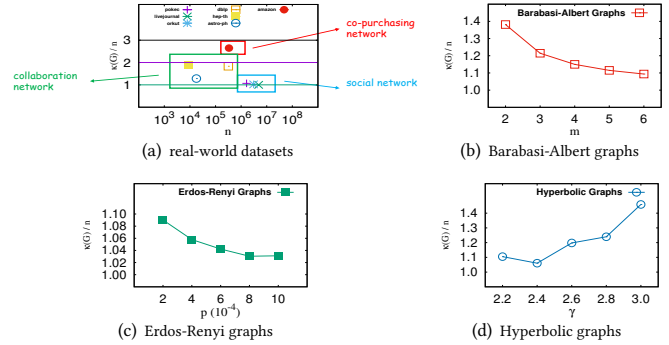 pokec
livejournal
orkut
dblp
hep-th
astro-ph
amazon
co-purchasing
network
collaboration
network
social network
κ(G) / n
3
2
1
10³ 10⁴ 10⁵ 10⁶ 10⁷ 10⁸
n
(a) real-world datasets
Barabasi-Albert Graphs
κ(G) / n
1.4
1.3
1.2
1.1
1.0
2 3 4 5 6
m
(b) Barabasi-Albert graphs
Erdos-Renyi Graphs
κ(G) / n
1.10
1.08
1.06
1.04
1.02
1.00
2 4 6 8 10
p (10⁻⁴)
(c) Erdos-Renyi graphs
Hyperbolic Graphs
κ(G) / n
1.4
1.3
1.2
1.1
1.0
2.2 2.4 2.6 2.8 3.0
γ
(d) Hyperbolic graphs